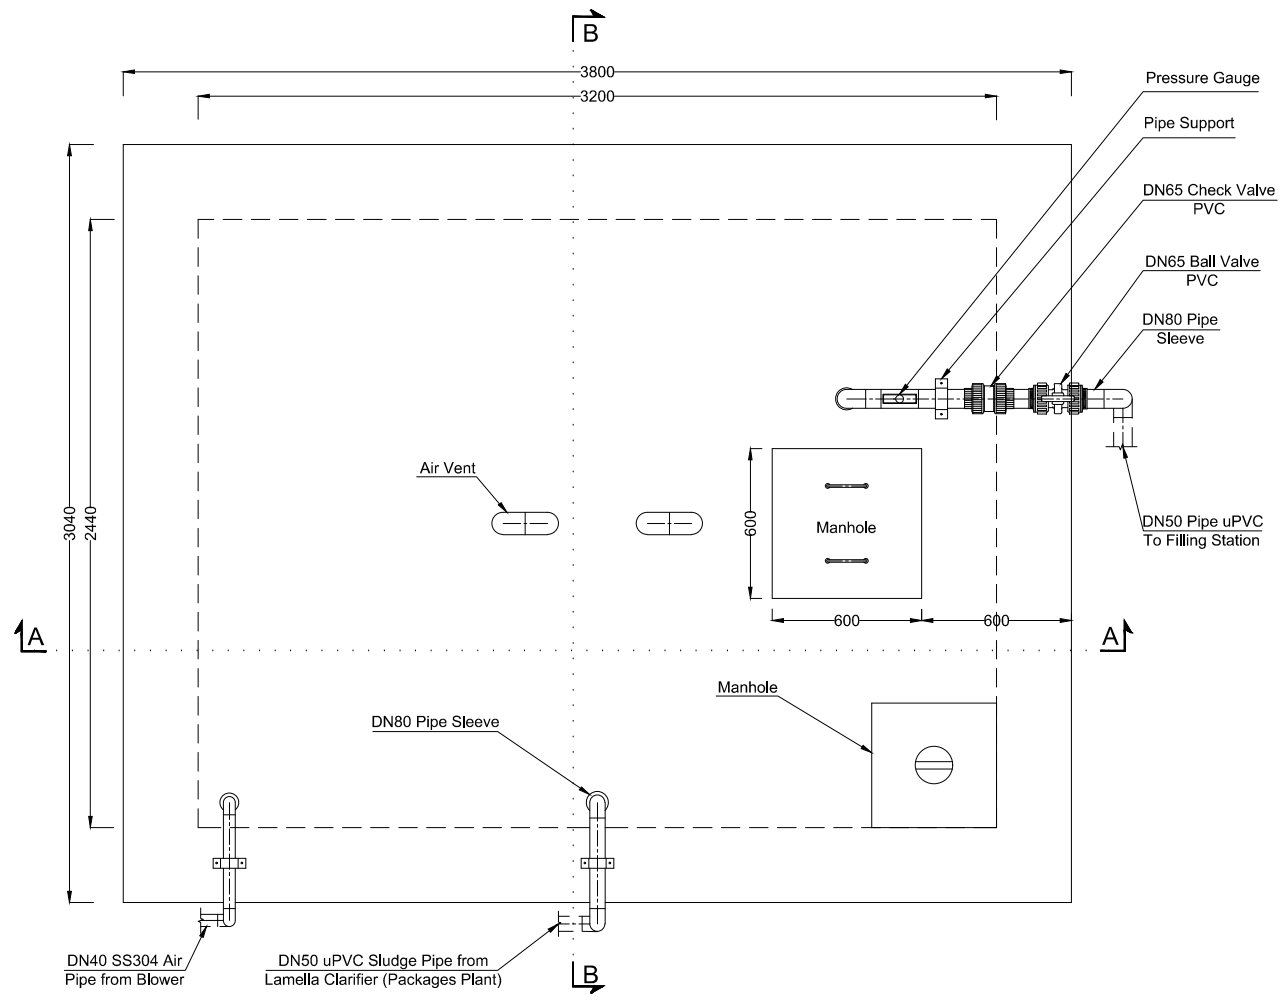 B
3800
3200
Pressure Gauge
Pipe Support
DN65 Check Valve
PVC
DN65 Ball Valve
PVC
DN80 Pipe
Sleeve
Air Vent
3040
2440
600
Manhole
DN50 Pipe uPVC
To Filling Station
600
600
A
A
Manhole
DN80 Pipe Sleeve
DN40 SS304 Air
Pipe from Blower
DN50 uPVC Sludge Pipe from
Lamella Clarifier (Packages Plant)
B